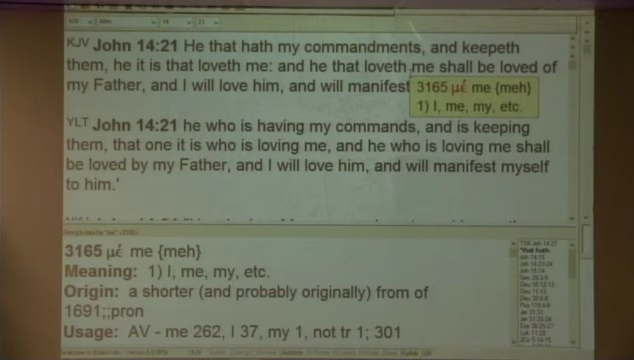 KJV John 14:21 He that hath my commandments, and keepeth
them, he it is that loveth me: and he that loveth me shall be loved of
my Father, and I will love him, and will manifest
3165 μέ me {meh}
1) I, me, my, etc.
YLT John 14:21 he who is having my commands, and is keeping
them, that one it is who is loving me, and he who is loving me shall
be loved by my Father, and I will love him, and will manifest myself
to him.'
3165 μέ me {meh}
Meaning: 1) I, me, my, etc.
Origin: a shorter (and probably originally) from of
1691;;pron
Usage: AV - me 262, I 37, my 1, not tr 1; 301